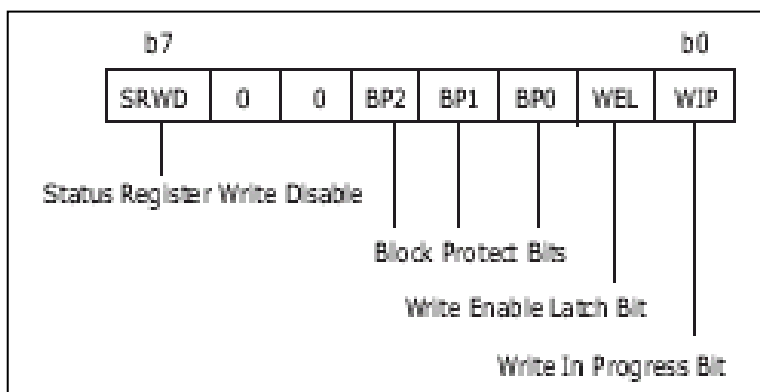 b7 b0
SRWD 0 0 BP2 BP1 BP0 WEL WIP
Status Register Write Disable
Block Protect Bits
Write Enable Latch Bit
Write In Progress Bit